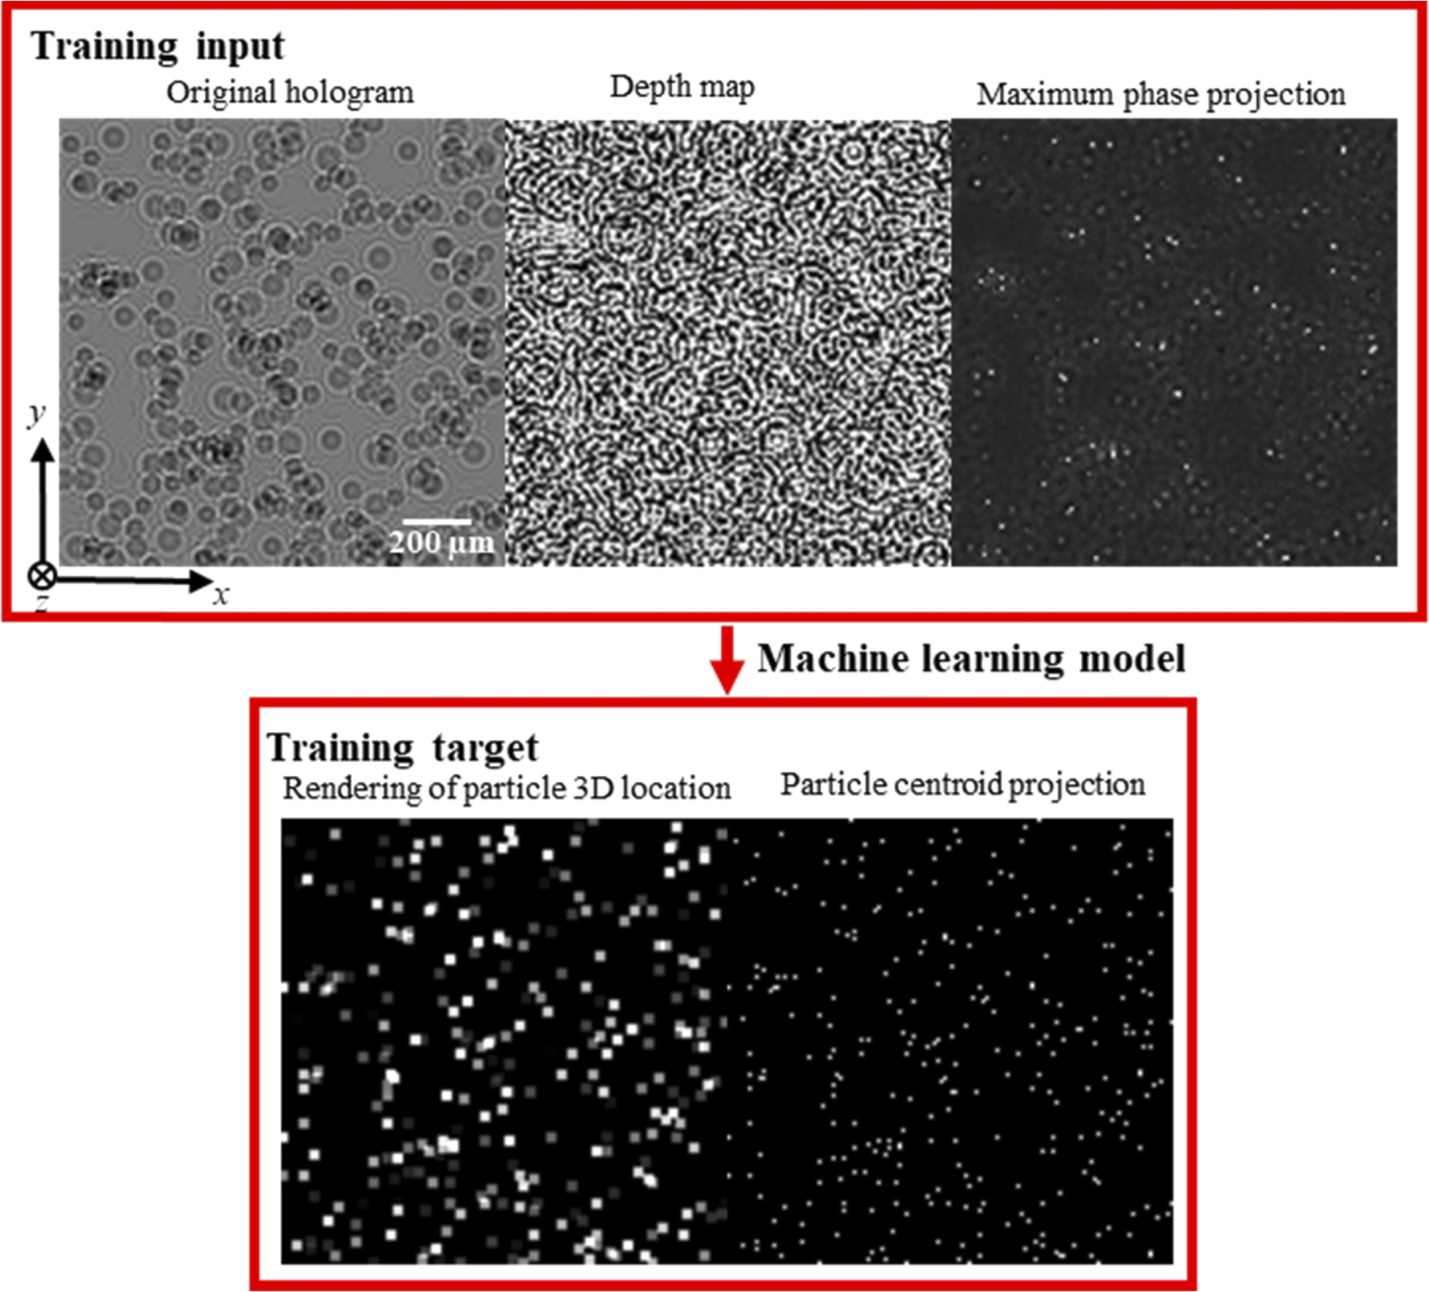 Training input
Original hologram
Depth map
Maximum phase projection
200 μm
y
z
x
Machine learning model
Training target
Rendering of particle 3D location
Particle centroid projection